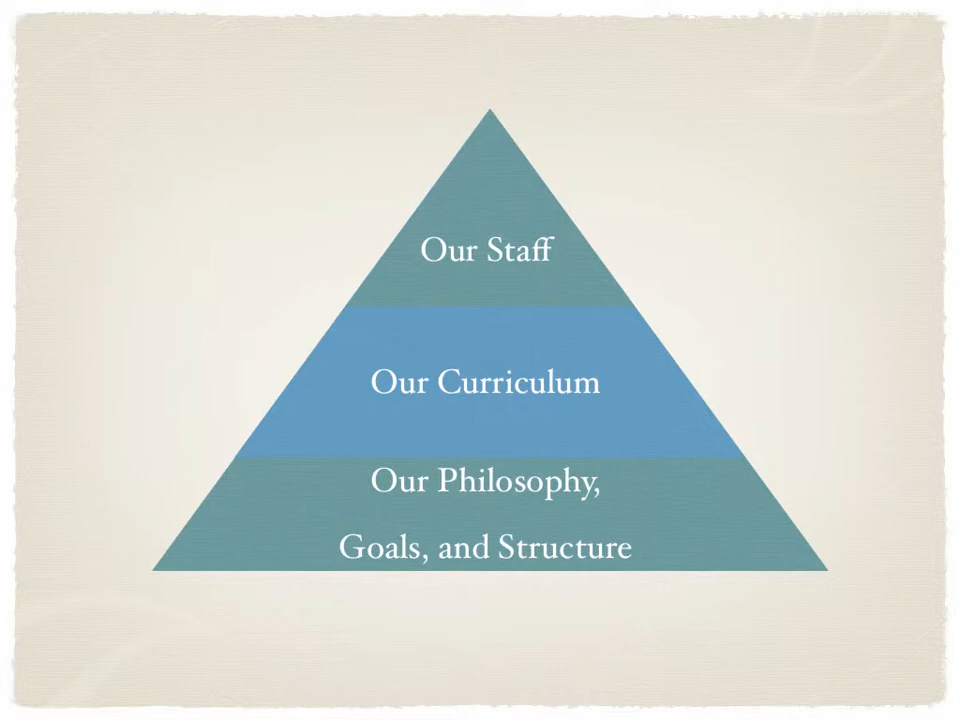 Our Staff
Our Curriculum
Our Philosophy,
Goals, and Structure